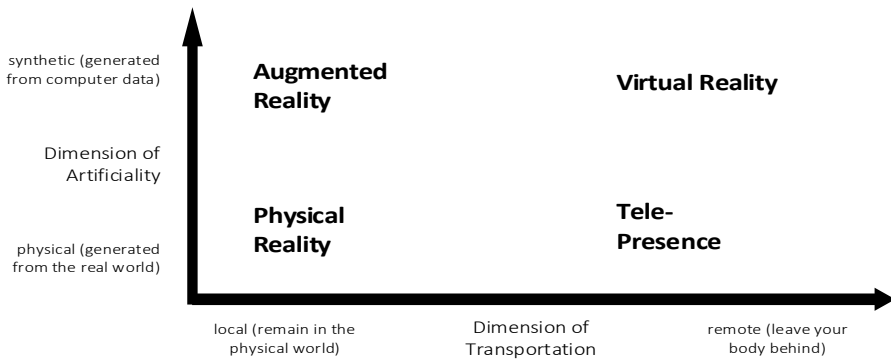 synthetic (generated
from computer data)
Augmented
Reality
Virtual Reality
Dimension of
Artificiality
Physical
Reality
Tele-
Presence
physical (generated
from the real world)
local (remain in the
physical world)
Dimension of
Transportation
remote (leave your
body behind)